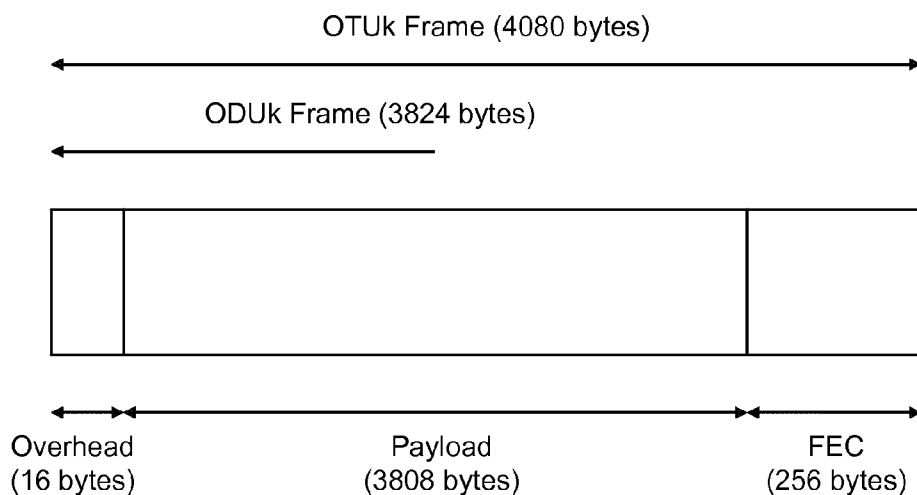 OTUk Frame (4080 bytes)
ODUk Frame (3824 bytes)
Overhead
(16 bytes)
Payload
(3808 bytes)
FEC
(256 bytes)